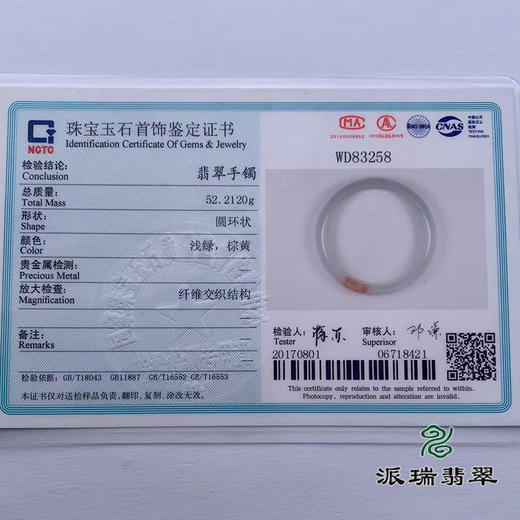 NGTC
珠宝玉石首饰鉴定证书
Identification Certificate Of Gems & Jewelry
MA
CNAS
TESTING
检验结论:
Conclusion
翡翠手镯
总质量:
Total Mass
52.2120g
形状:
Shape
圆环状
颜色:
Color
浅绿，棕黄
贵金属检测:
Precious Metal
—
放大检查:
Magnification
纤维交织结构
—
备注:
Remarks
—
—
检验依据: GB/T18043 GB11887 GB/T16552 GB/T16553
本证书仅对送检样品负责，翻印、复制、涂改无效。
WD83258
检验人:
Tester
审核人:
Supervisor
20170801
06718421
This certificate only relates to the sample referred to within.
Photocopy, reproduction and alteration are invalid.
派瑞翡翠